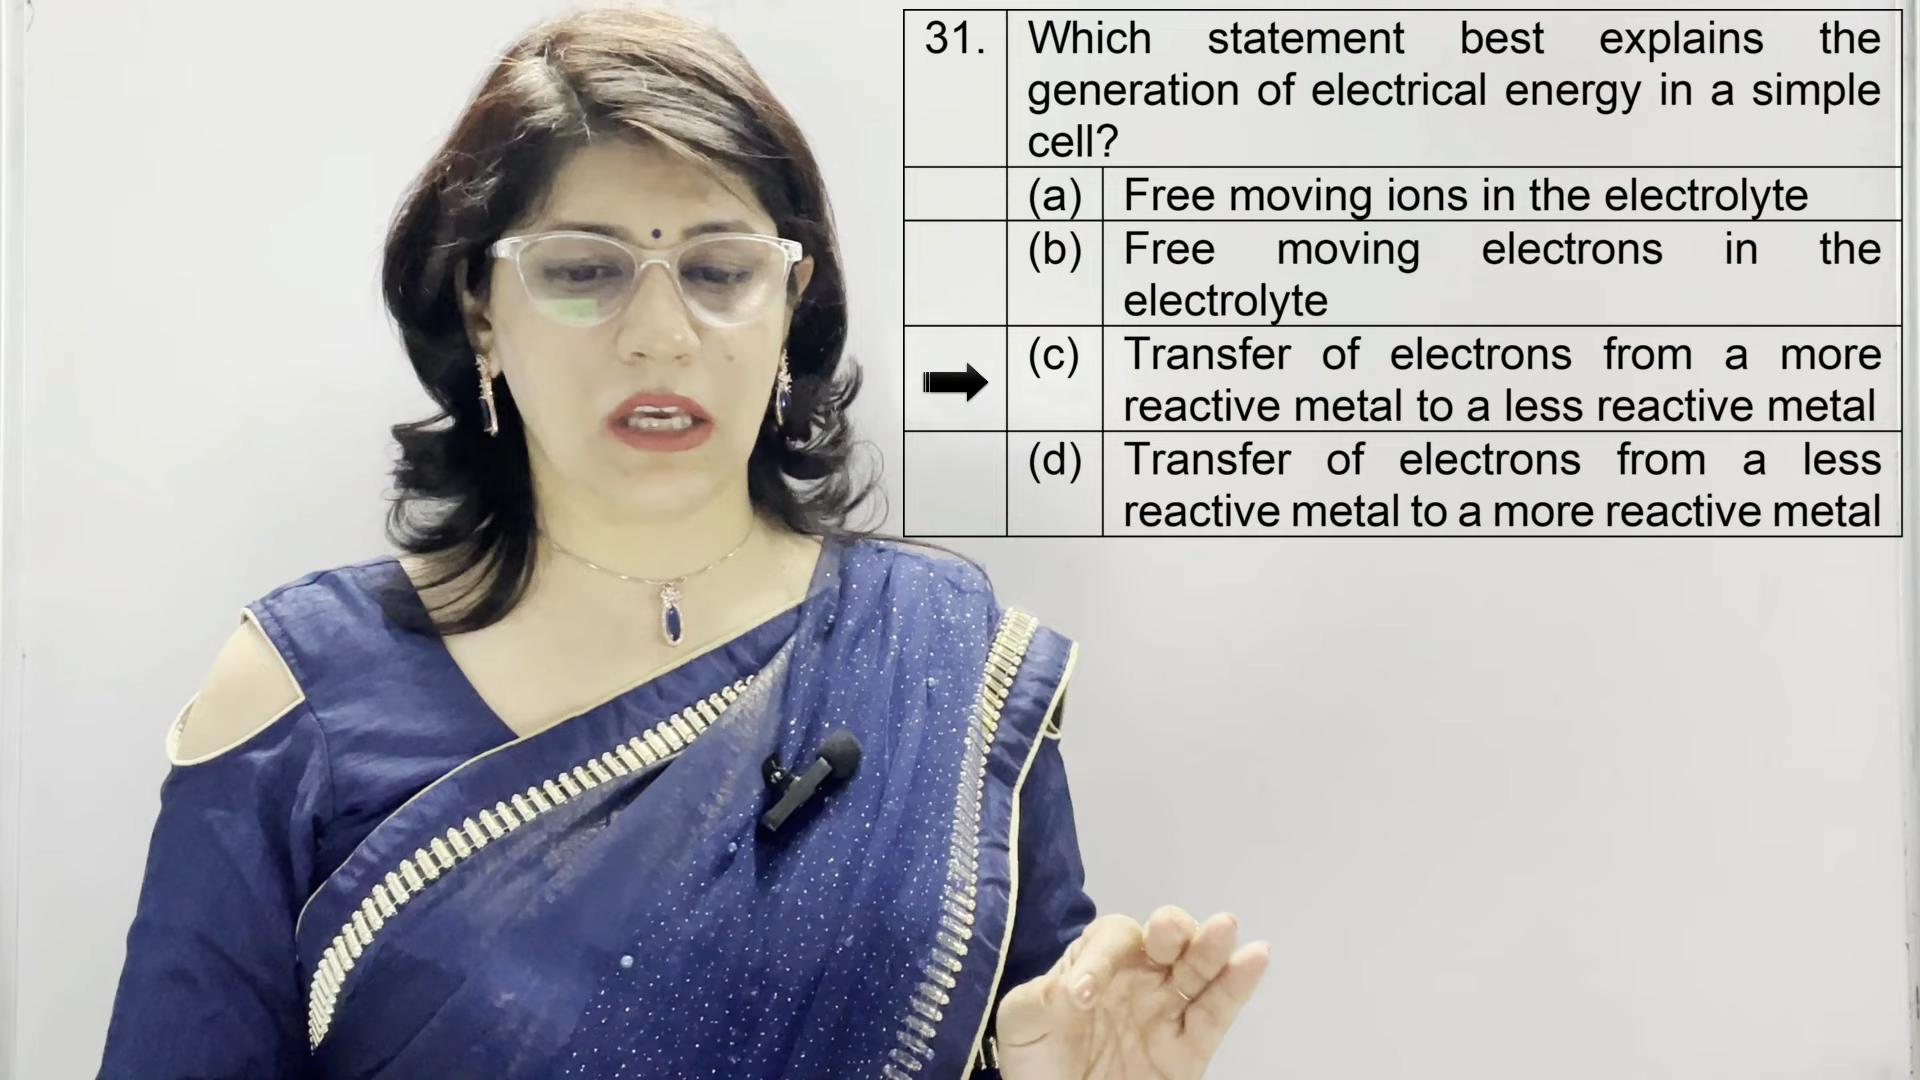 31. Which statement best explains the
generation of electrical energy in a simple
cell?
(a) Free moving ions in the electrolyte
(b) Free moving electrons in the
electrolyte
(c) Transfer of electrons from a more
reactive metal to a less reactive metal
(d) Transfer of electrons from a less
reactive metal to a more reactive metal